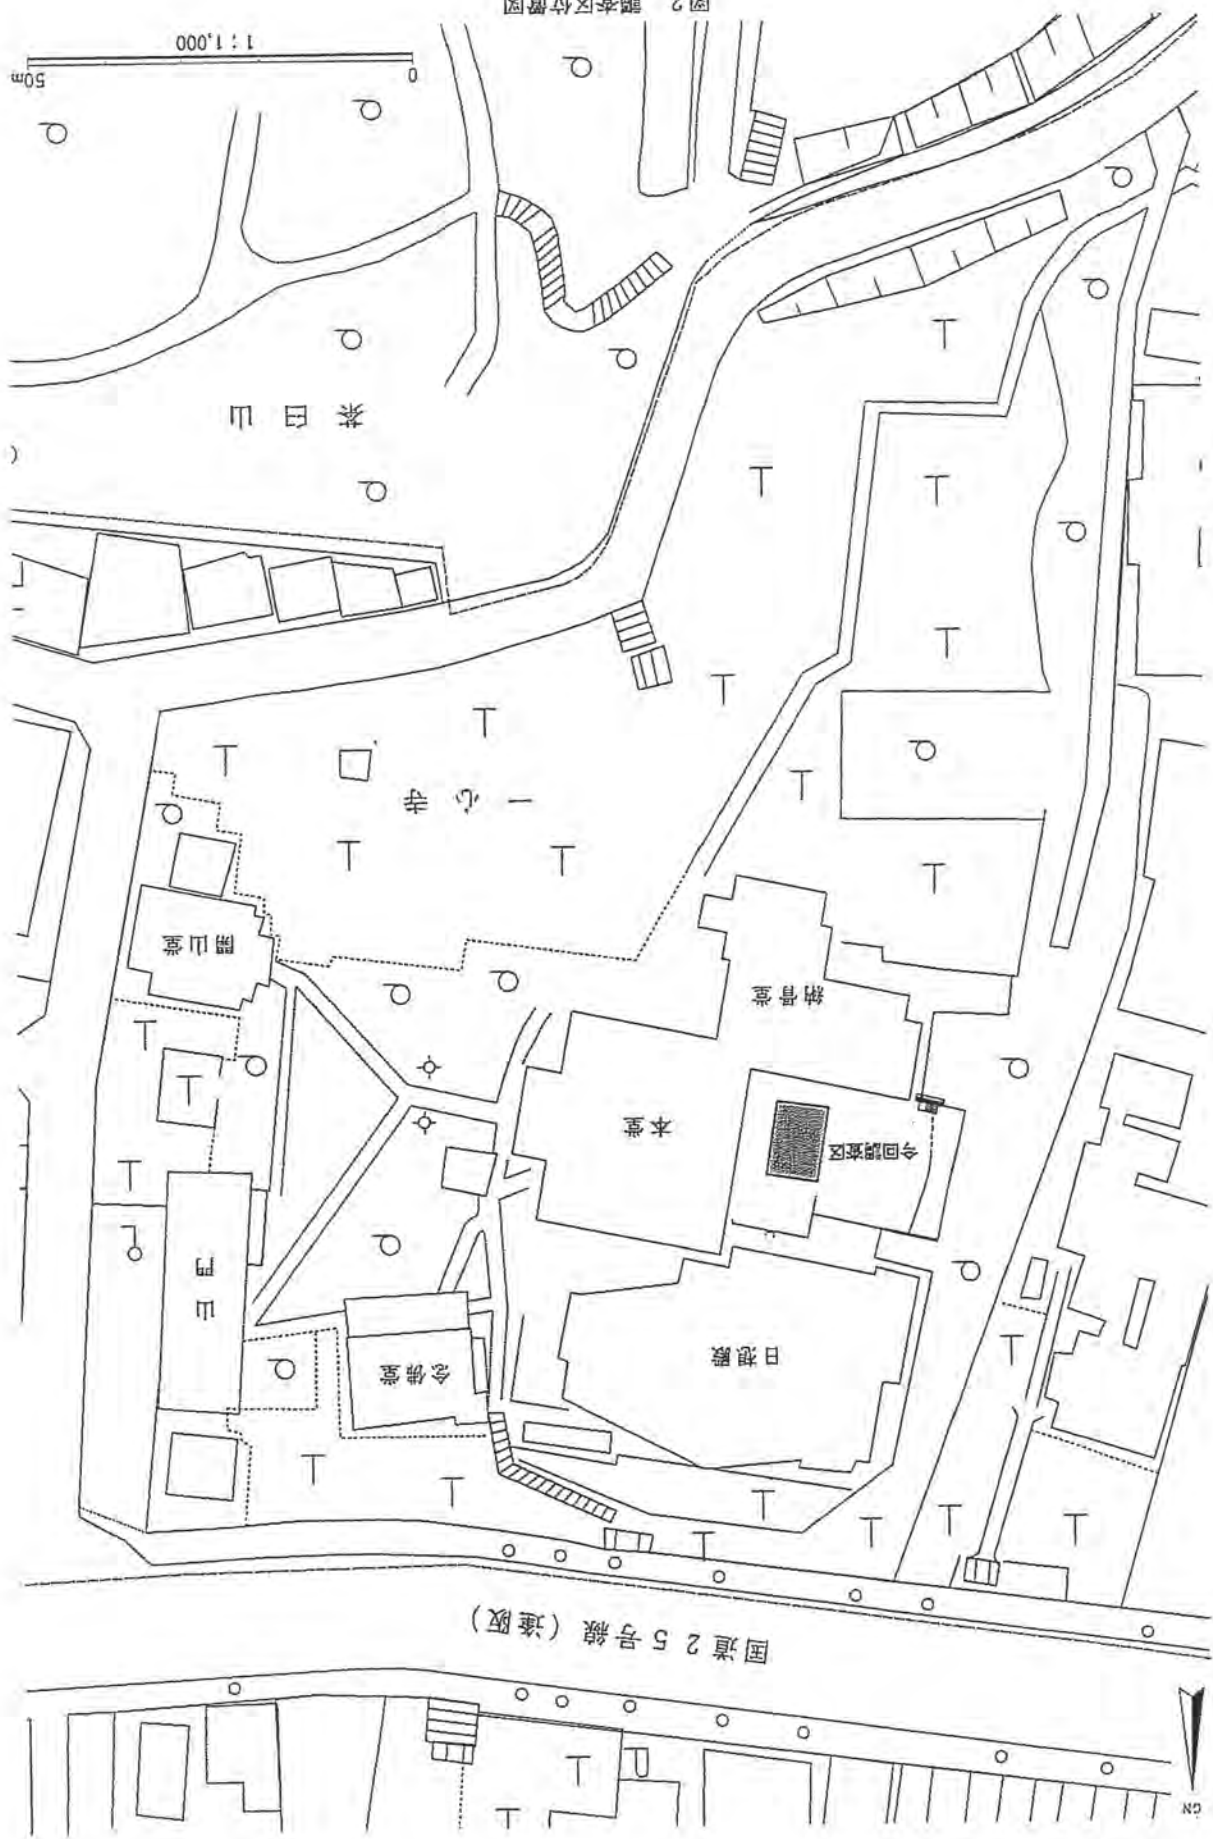 GN
国道25号線（逢阪）
日想殿
念佛堂
山門
今回調査区
本堂
納骨堂
開山堂
一心寺
茶臼山
0
50m
1:1,000
図2 調査区位置図